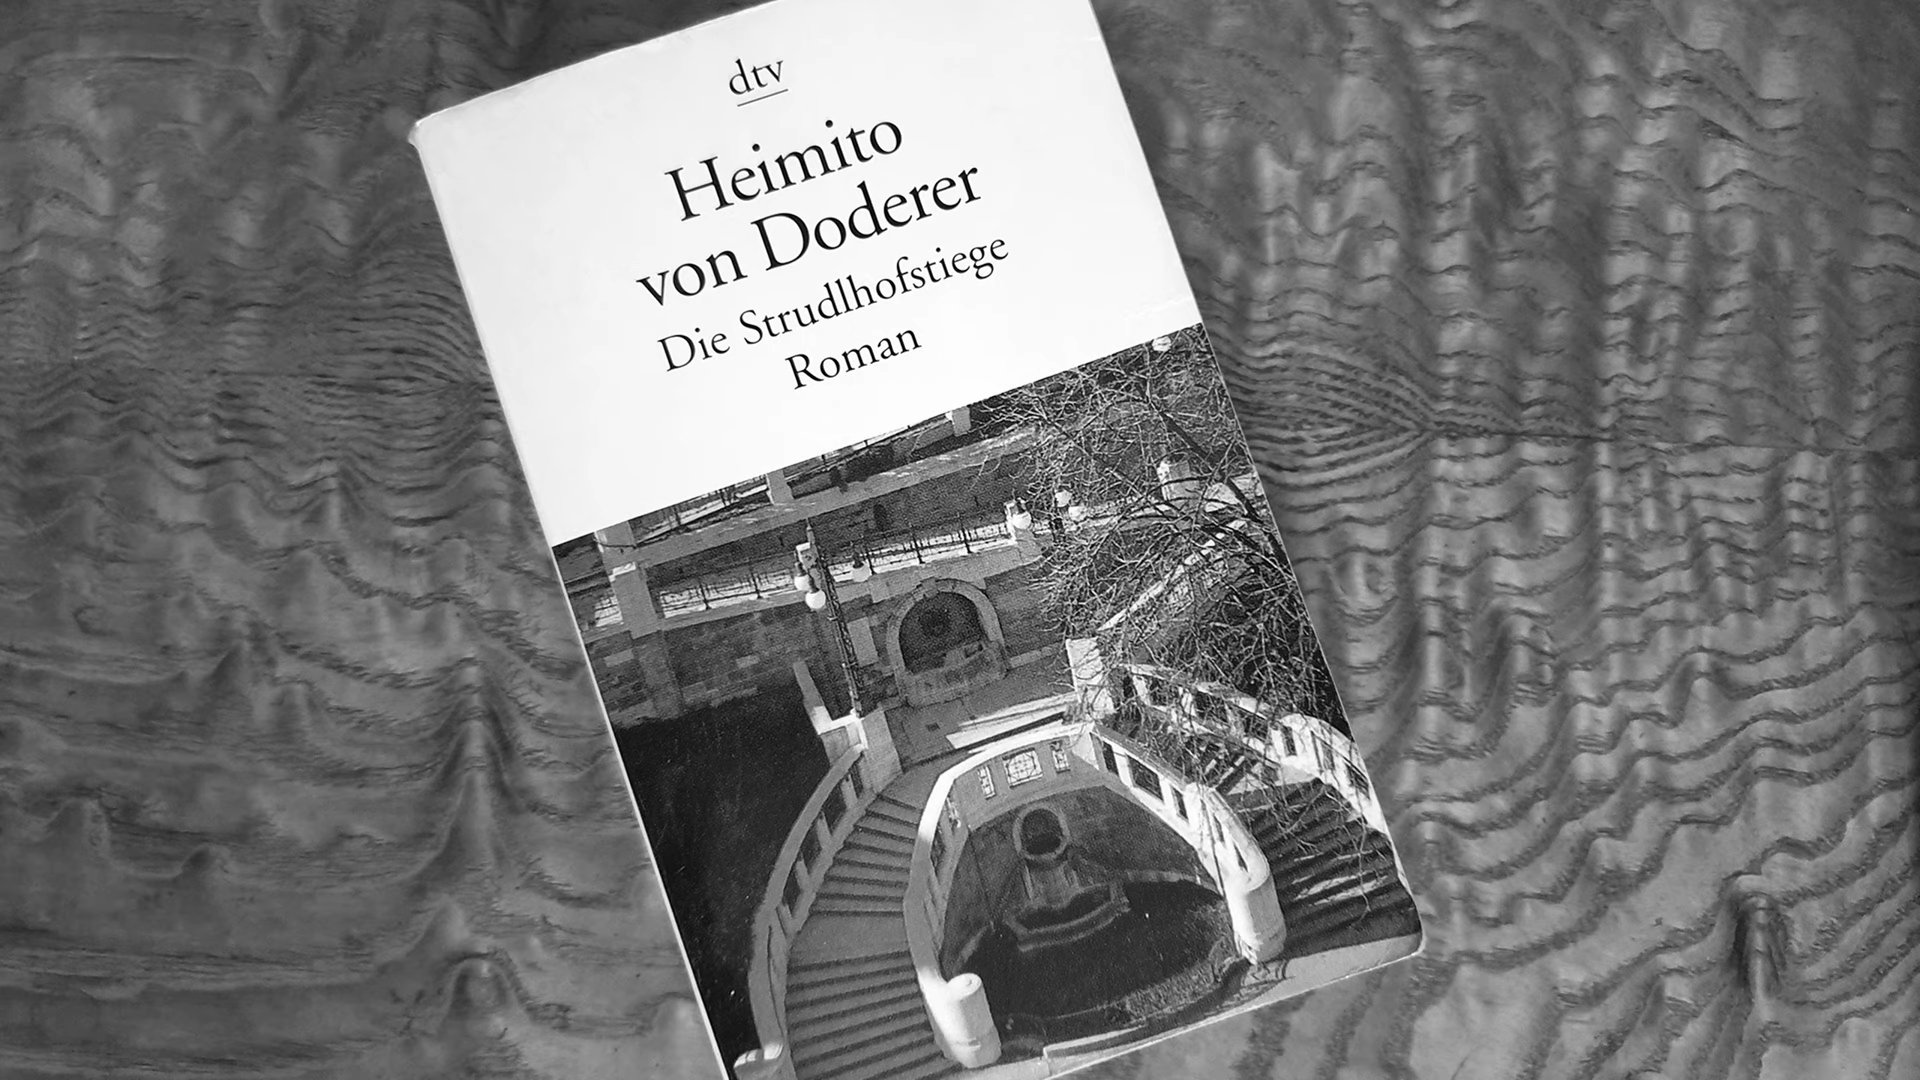 dtv
Heimito
von Doderer
Die Strudlhofstiege
Roman